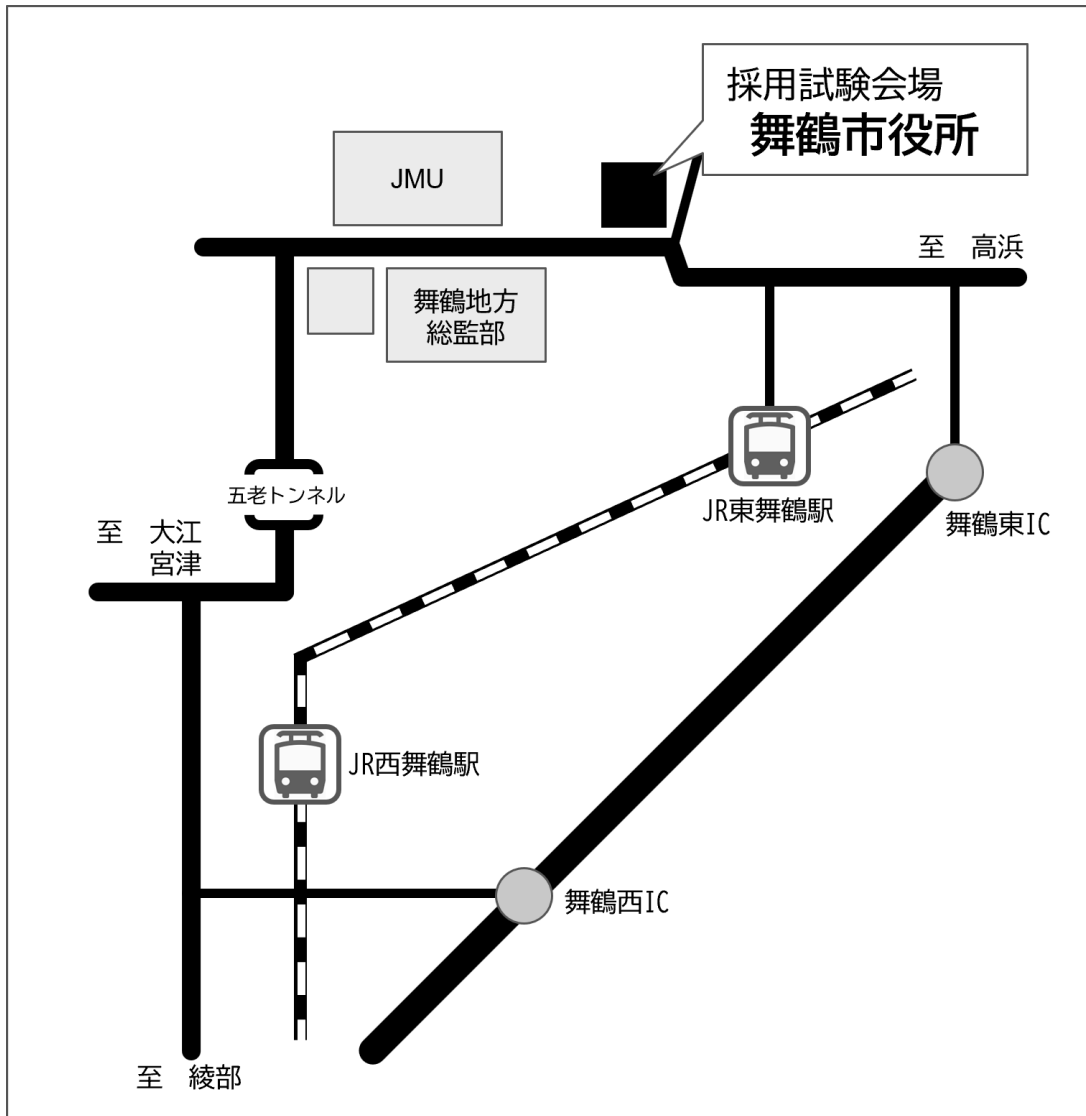 採用試験会場
舞鶴市役所
JMU
至　高浜
舞鶴地方
総監部
五老トンネル
JR東舞鶴駅
舞鶴東IC
至　大江
宮津
JR西舞鶴駅
舞鶴西IC
至　綾部